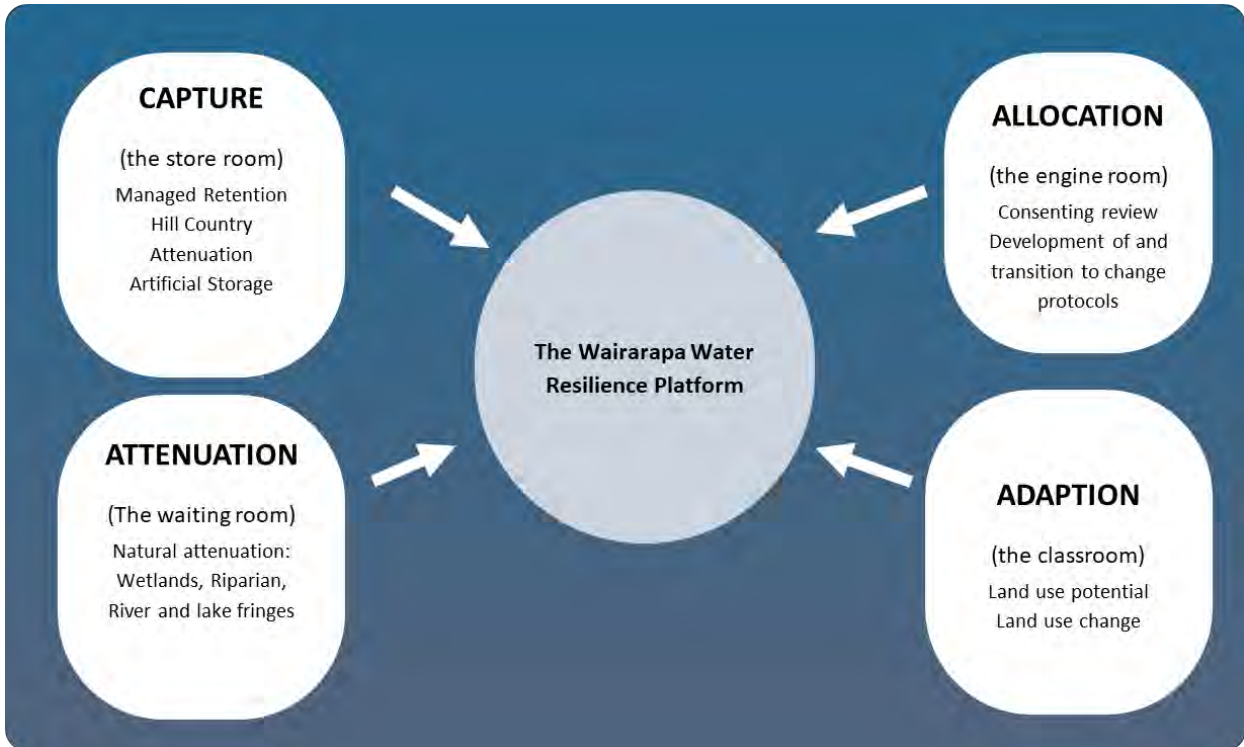 CAPTURE
(the store room)
Managed Retention
Hill Country
Attenuation
Artificial Storage
ATTENUATION
(The waiting room)
Natural attenuation:
Wetlands, Riparian,
River and lake fringes
The Wairarapa Water
Resilience Platform
ALLOCATION
(the engine room)
Consenting review
Development of and
transition to change
protocols
ADAPTION
(the classroom)
Land use potential
Land use change